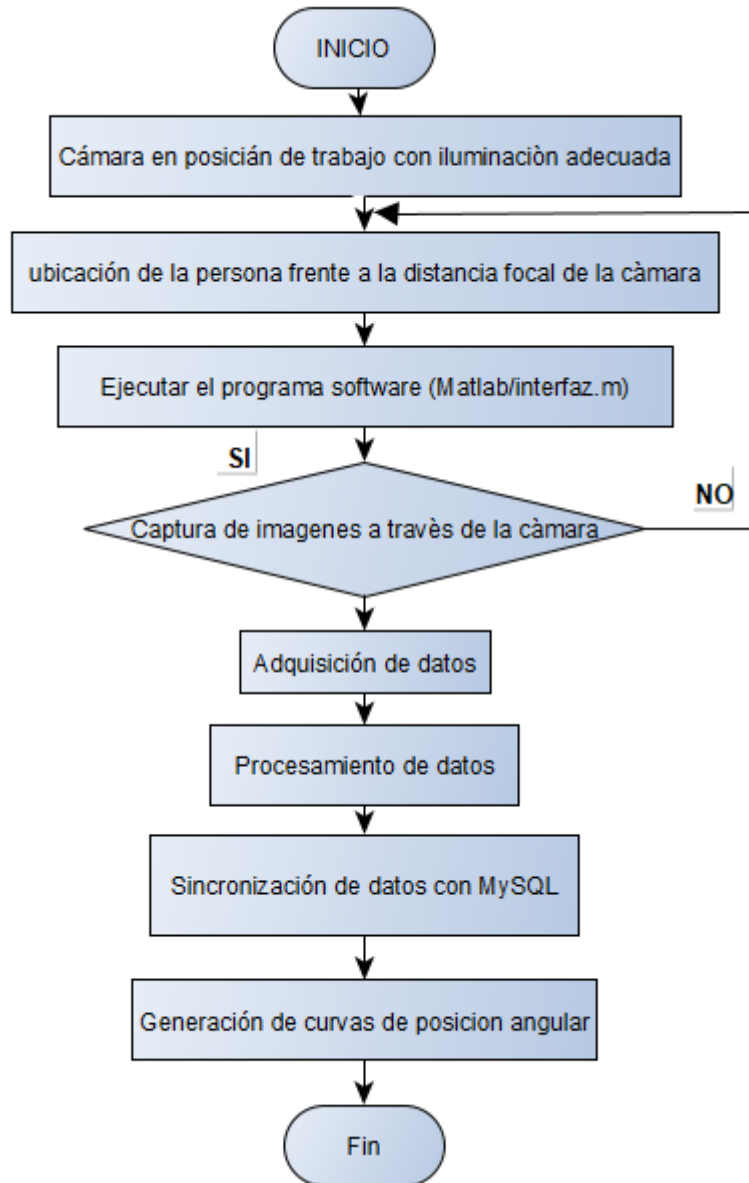 INICIO
Cámara en posicián de trabajo con iluminaciòn adecuada
ubicación de la persona frente a la distancia focal de la càmara
Ejecutar el programa software (Matlab/interfaz.m)
SI
NO
Captura de imagenes a travès de la càmara
Adquisición de datos
Procesamiento de datos
Sincronización de datos con MySQL
Generación de curvas de posicion angular
Fin